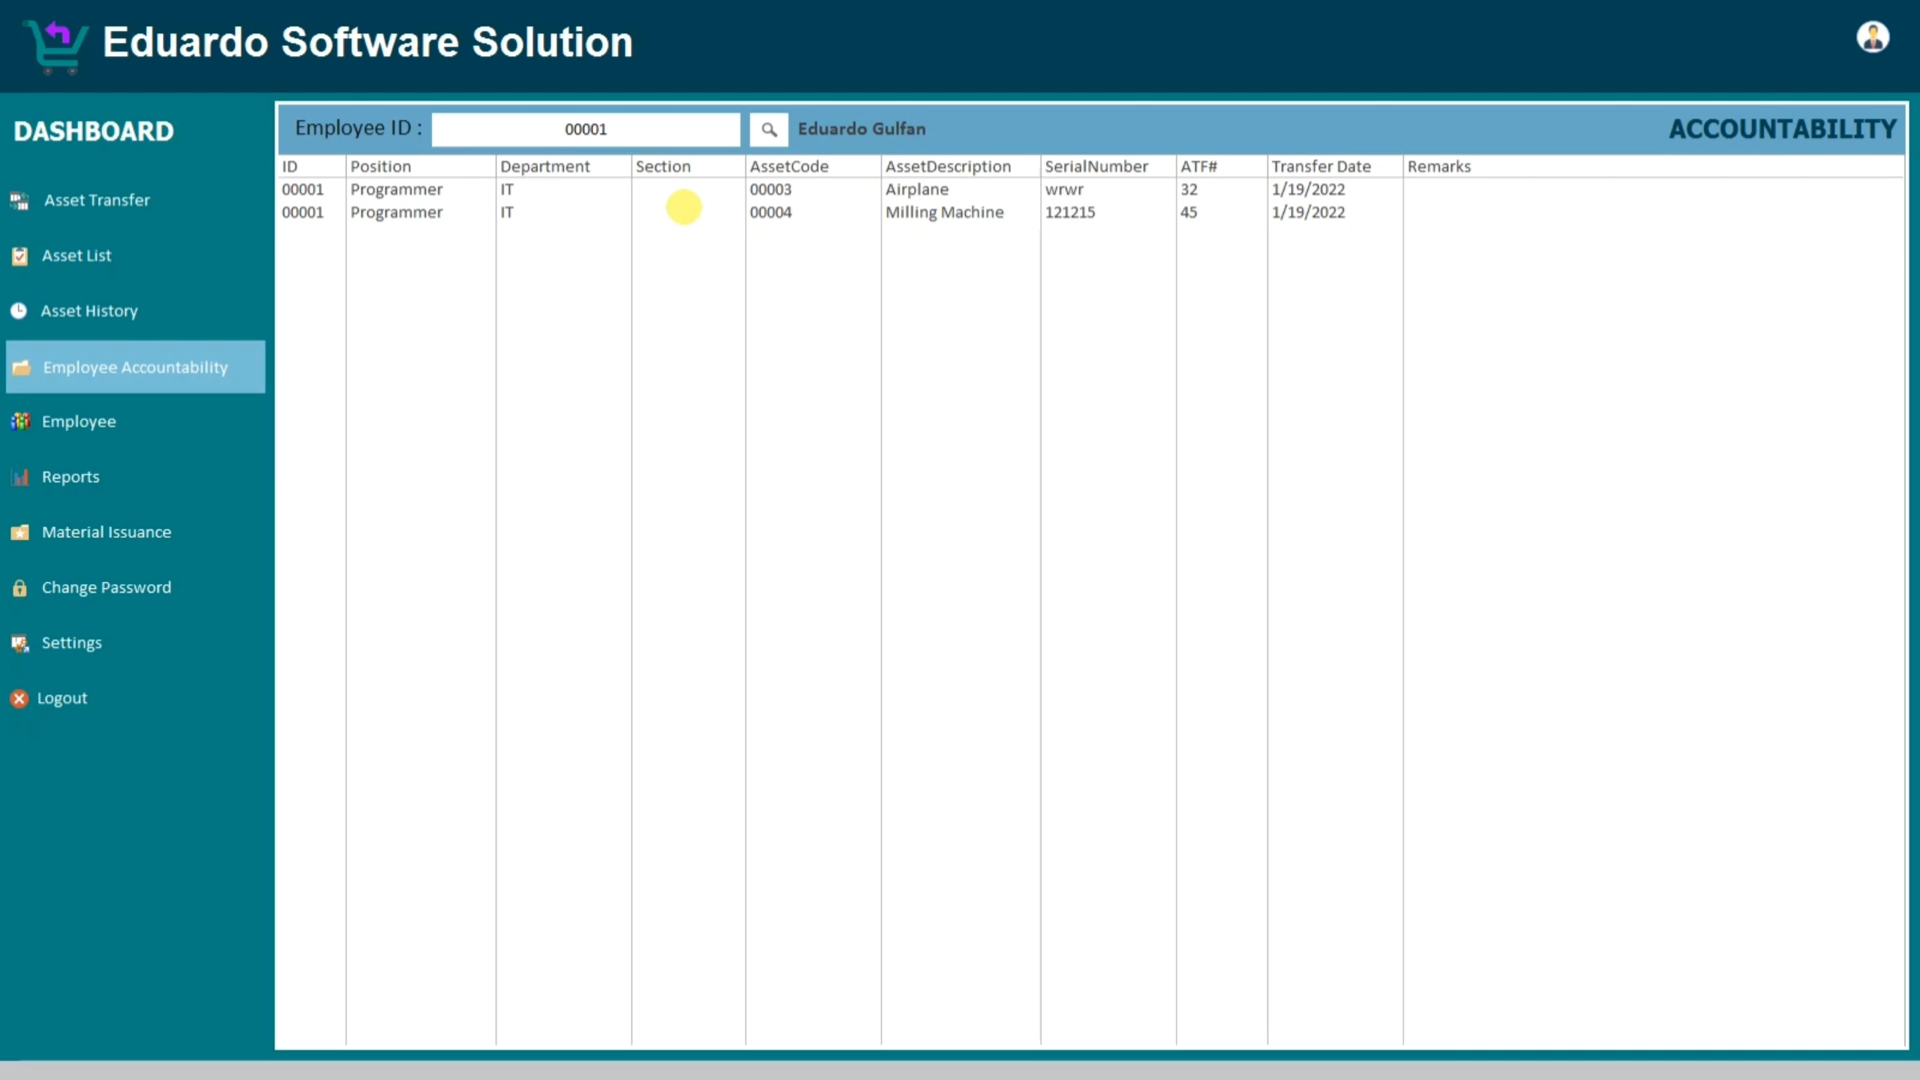 Eduardo Software Solution
DASHBOARD
Asset Transfer
Asset List
Asset History
Employee Accountability
Employee
Reports
Material Issuance
Change Password
Settings
Logout
Employee ID : 00001 Eduardo Gulfan ACCOUNTABILITY
ID Position Department Section AssetCode AssetDescription SerialNumber ATF# Transfer Date Remarks
00001 Programmer IT 00003 Airplane wrwr 32 1/19/2022
00001 Programmer IT 00004 Milling Machine 121215 45 1/19/2022